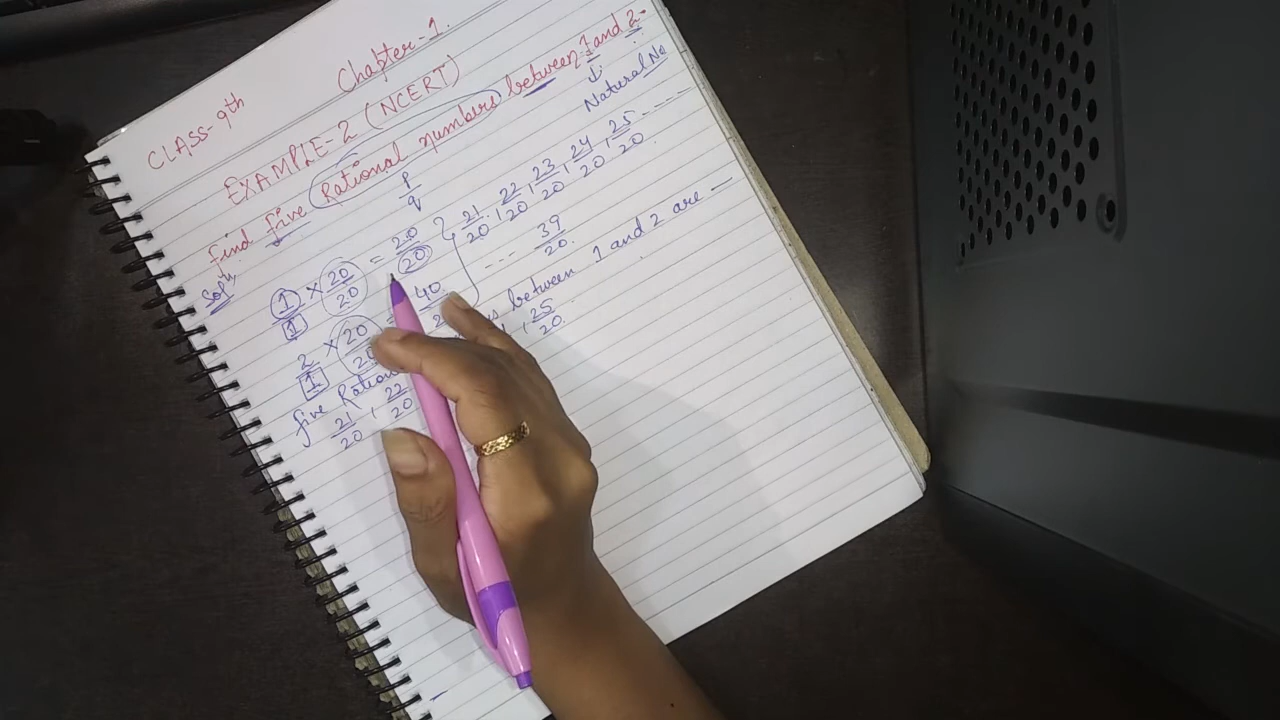 Chapter-1.
CLASS-9th
EXAMPLE-2 (NCERT)
Find five Rational numbers between 1 and 2.
p/q
↓
Natural No
Solⁿ.
1/1 × 20/20 = 20/20
21/20, 22/20, 23/20, 24/20, 25/20 ----
--- 39/20.
2/1 × 20/20 = 40/2
five Rational between 1 and 2 are —
21/20, 22/20 , 25/20.